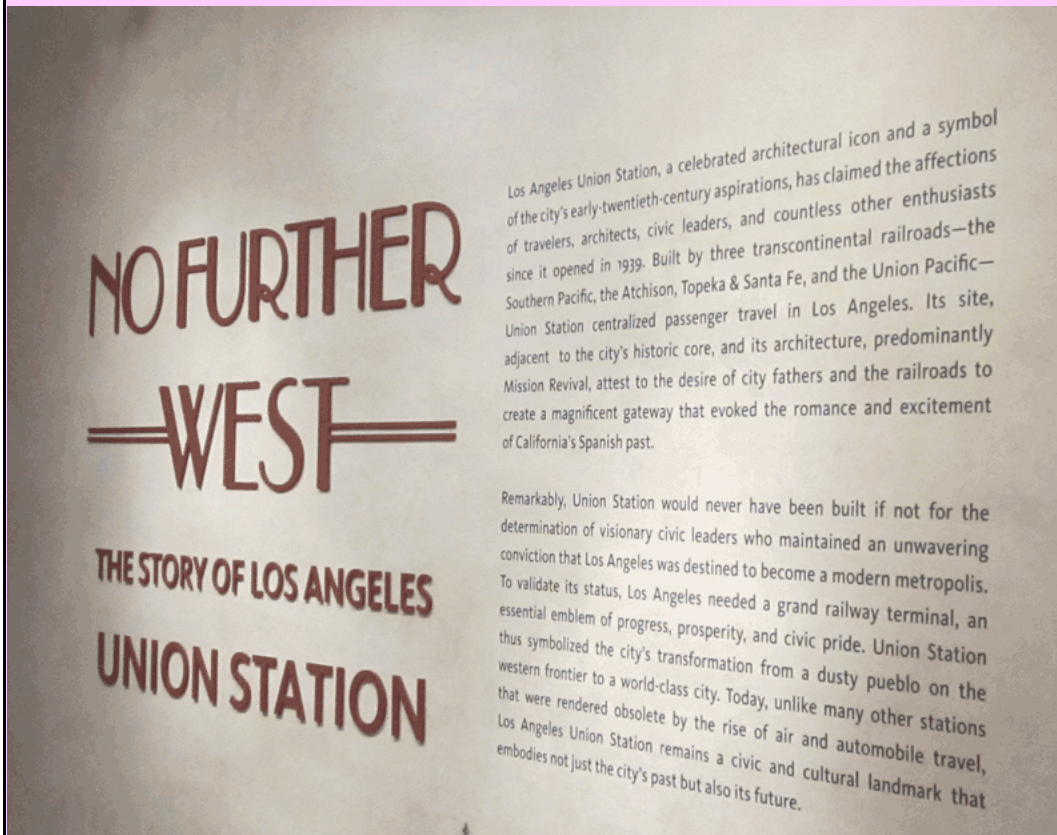 NO FURTHER
WEST
THE STORY OF LOS ANGELES
UNION STATION
Los Angeles Union Station, a celebrated architectural icon and a symbol
of the city's early-twentieth-century aspirations, has claimed the affections
of travelers, architects, civic leaders, and countless other enthusiasts
since it opened in 1939. Built by three transcontinental railroads—the
Southern Pacific, the Atchison, Topeka & Santa Fe, and the Union Pacific—
Union Station centralized passenger travel in Los Angeles. Its site,
adjacent to the city's historic core, and its architecture, predominantly
Mission Revival, attest to the desire of city fathers and the railroads to
create a magnificent gateway that evoked the romance and excitement
of California's Spanish past.
Remarkably, Union Station would never have been built if not for the
determination of visionary civic leaders who maintained an unwavering
conviction that Los Angeles was destined to become a modern metropolis.
To validate its status, Los Angeles needed a grand railway terminal, an
essential emblem of progress, prosperity, and civic pride. Union Station
thus symbolized the city's transformation from a dusty pueblo on the
western frontier to a world-class city. Today, unlike many other stations
that were rendered obsolete by the rise of air and automobile travel,
Los Angeles Union Station remains a civic and cultural landmark that
embodies not just the city's past but also its future.